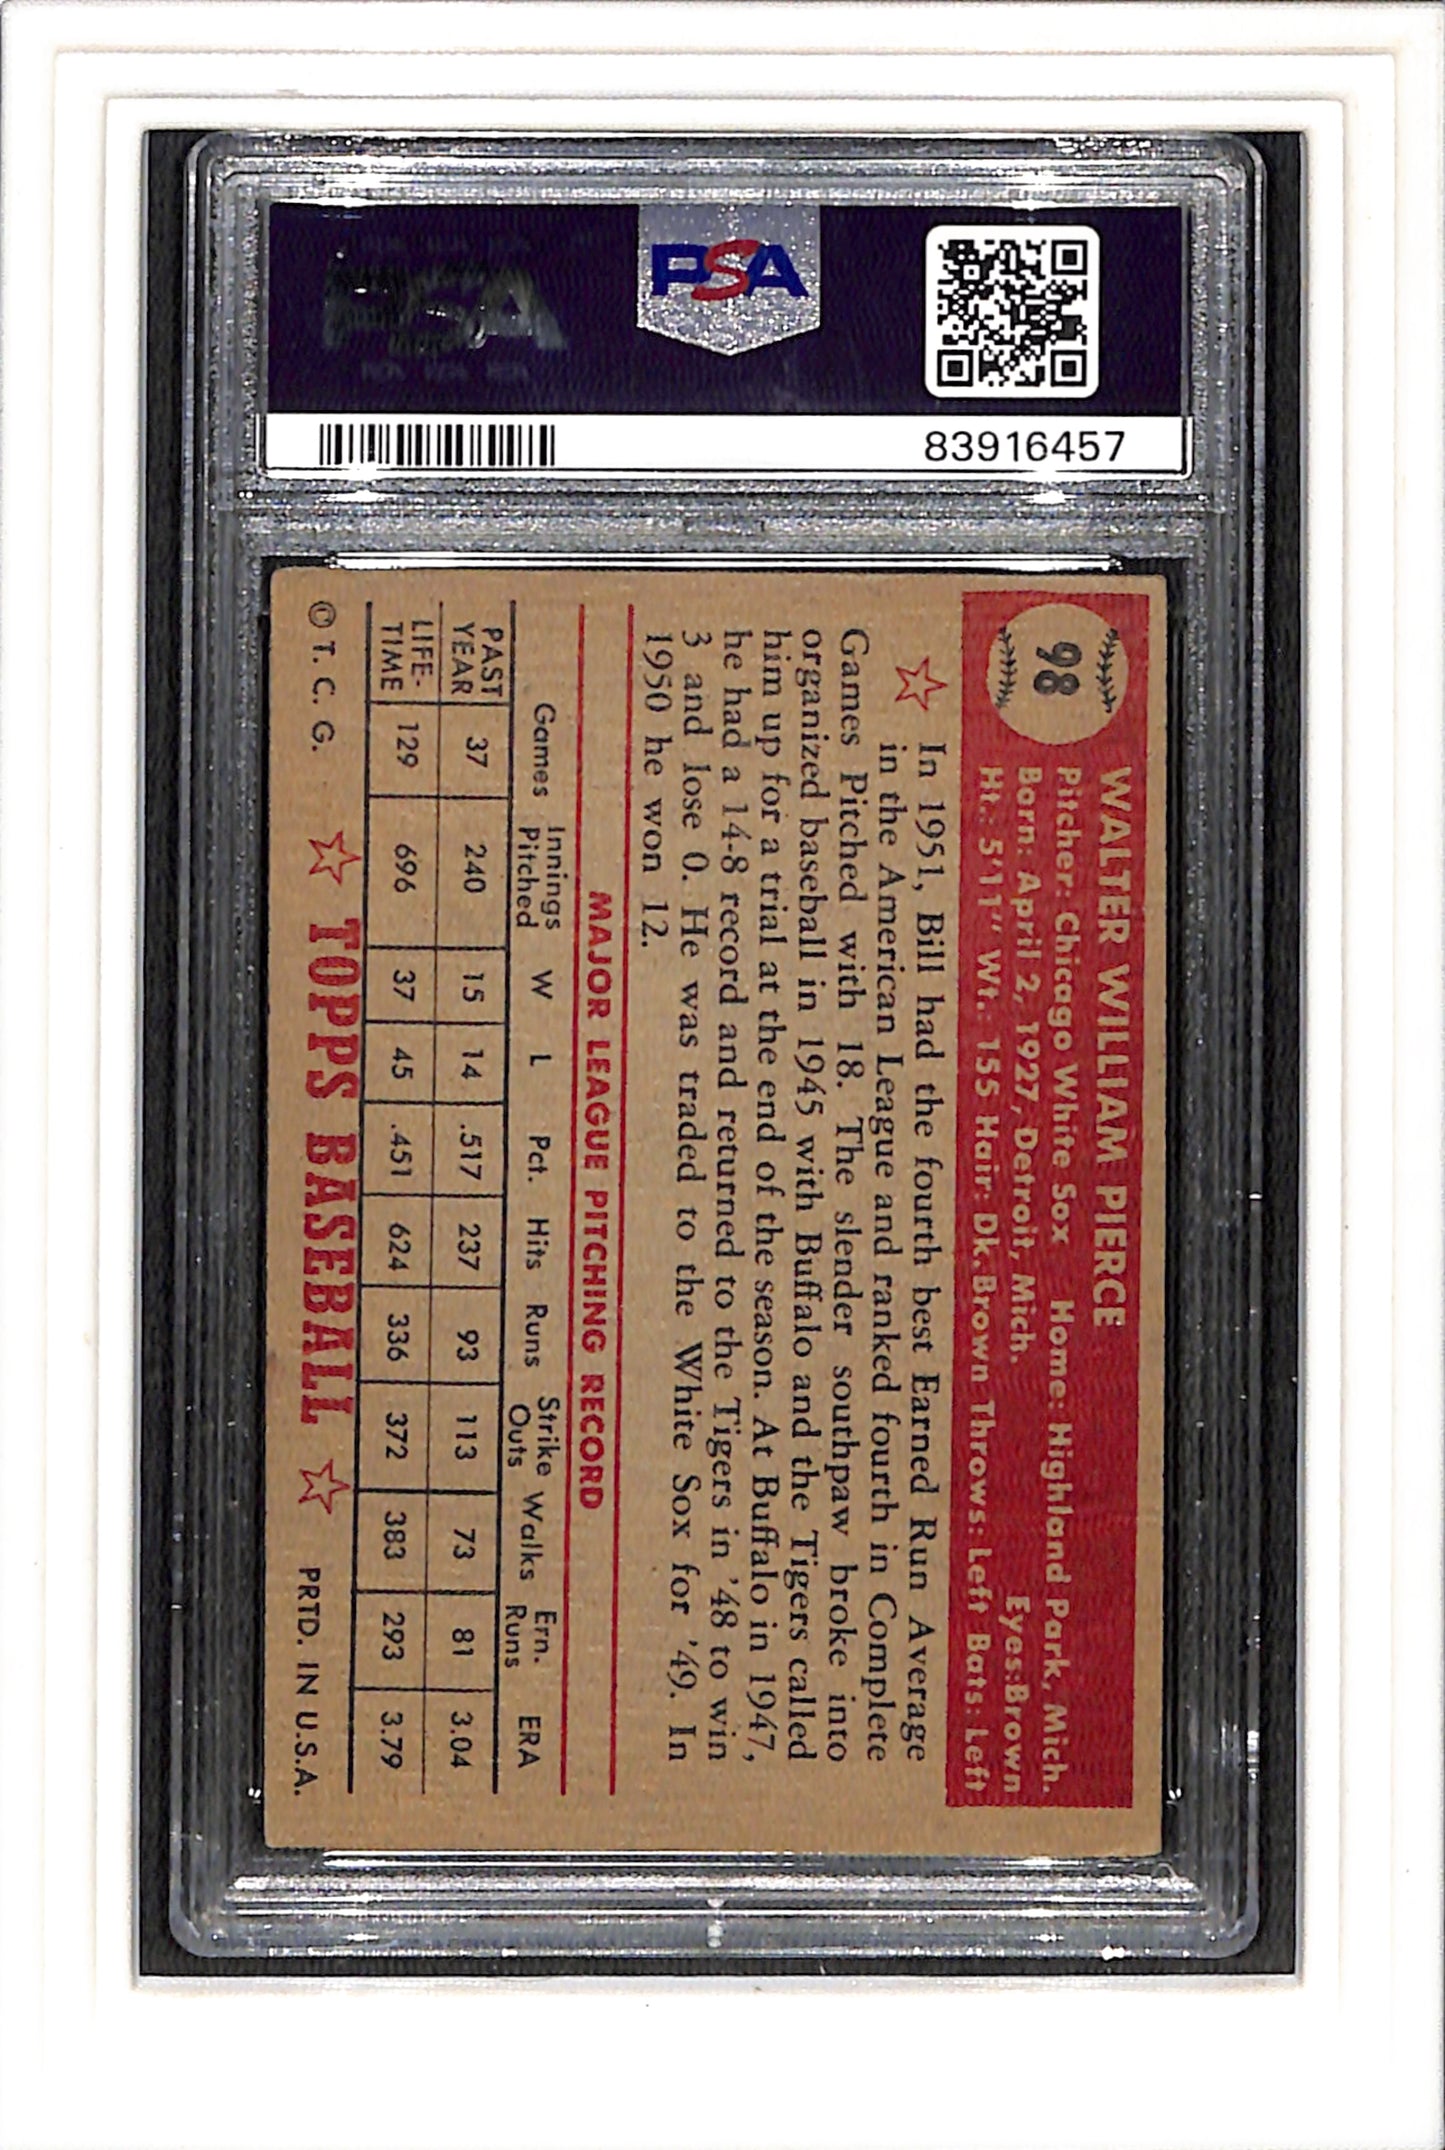 PSA
PSA
83916457
98
WALTER WILLIAM PIERCE
Pitcher: Chicago White Sox Home: Highland Park, Mich.
Born: April 2, 1927, Detroit, Mich. Eyes: Brown
Ht.: 5'11" Wt.: 155 Hair: Dk. Brown Throws: Left Bats: Left
In 1951, Bill had the fourth best Earned Run Average
in the American League and ranked fourth in Complete
Games Pitched with 18. The slender southpaw broke into
organized baseball in 1945 with Buffalo and the Tigers called
him up for a trial at the end of the season. At Buffalo in 1947,
he had a 14-8 record and returned to the Tigers in '48 to win
3 and lose 0. He was traded to the White Sox for '49. In
1950 he won 12.
MAJOR LEAGUE PITCHING RECORD
Games Innings Pitched W L Pct. Hits Runs Strike Outs Walks Ern. Runs ERA
PAST YEAR 37 240 15 14 .517 237 93 113 73 81 3.04
LIFE-TIME 129 696 37 45 .451 624 336 372 383 293 3.79
© T. C. G. TOPPS BASEBALL PRTD. IN U.S.A.